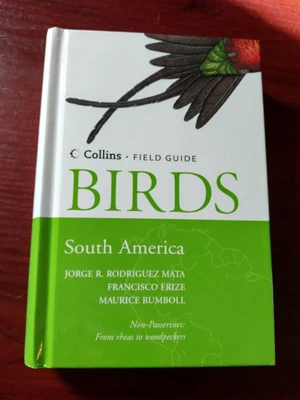 Collins · FIELD GUIDE
BIRDS
South America
JORGE R. RODRÍGUEZ MATA
FRANCISCO ERIZE
MAURICE RUMBOLL
Non-Passerines:
From rheas to woodpeckers